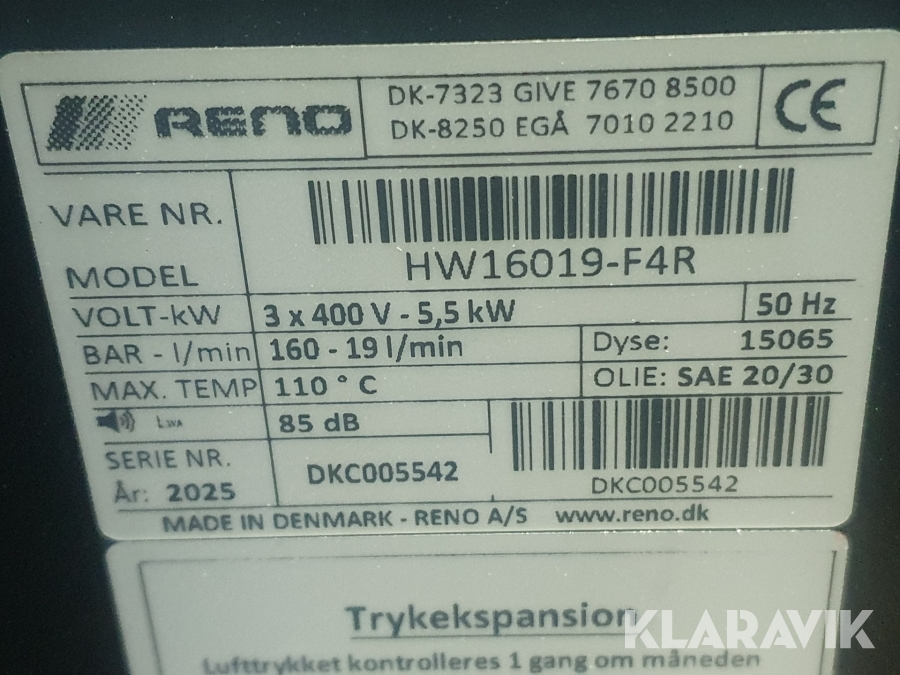 RENO
DK-7323 GIVE 7670 8500
DK-8250 EGÅ 7010 2210
CE
VARE NR.
MODEL
HW16019-F4R
VOLT-kW 3 x 400 V - 5,5 kW 50 Hz
BAR - l/min 160 - 19 l/min Dyse: 15065
MAX. TEMP 110 ° C OLIE: SAE 20/30
LWA 85 dB
SERIE NR. DKC005542
År: 2025
DKC005542
MADE IN DENMARK - RENO A/S www.reno.dk
Trykekspansion
Lufttrykket kontrolleres 1 gang om måneden
KLARAVIK